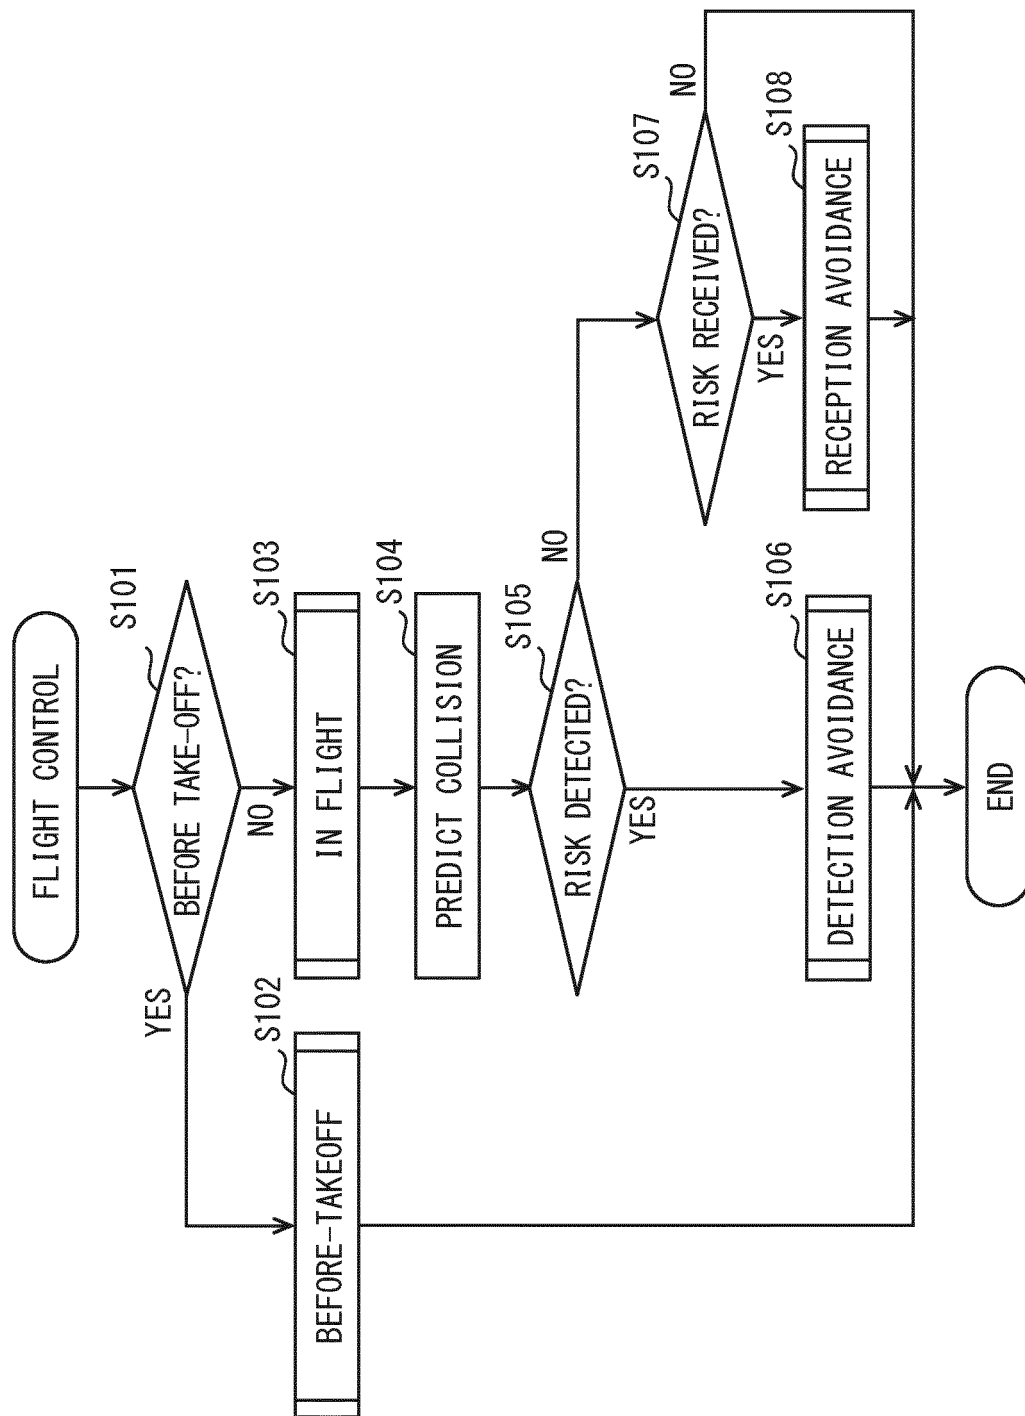 FLIGHT CONTROL
S101
BEFORE TAKE-OFF?
YES
NO
S102
BEFORE-TAKEOFF
S103
IN FLIGHT
S104
PREDICT COLLISION
S105
RISK DETECTED?
YES
NO
S106
DETECTION AVOIDANCE
S107
RISK RECEIVED?
YES
NO
S108
RECEPTION AVOIDANCE
END